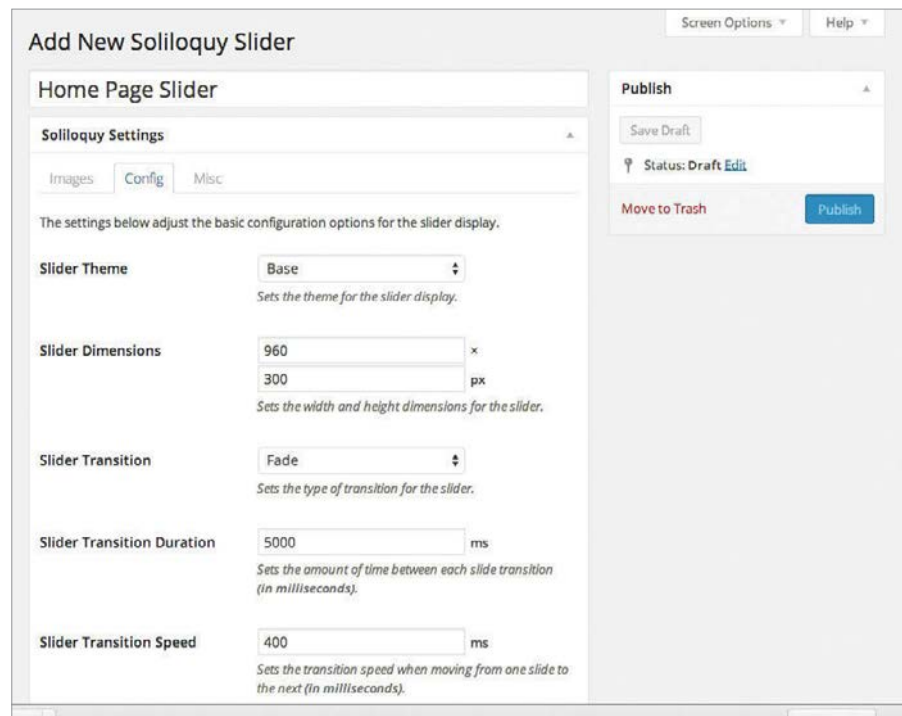 Screen Options
Help
Add New Soliloquy Slider
Home Page Slider
Publish
Save Draft
Status: Draft Edit
Move to Trash
Publish
Soliloquy Settings
Images
Config
Misc
The settings below adjust the basic configuration options for the slider display.
Slider Theme
Base
Sets the theme for the slider display.
Slider Dimensions
960
×
300
px
Sets the width and height dimensions for the slider.
Slider Transition
Fade
Sets the type of transition for the slider.
Slider Transition Duration
5000
ms
Sets the amount of time between each slide transition
(in milliseconds).
Slider Transition Speed
400
ms
Sets the transition speed when moving from one slide to
the next (in milliseconds).